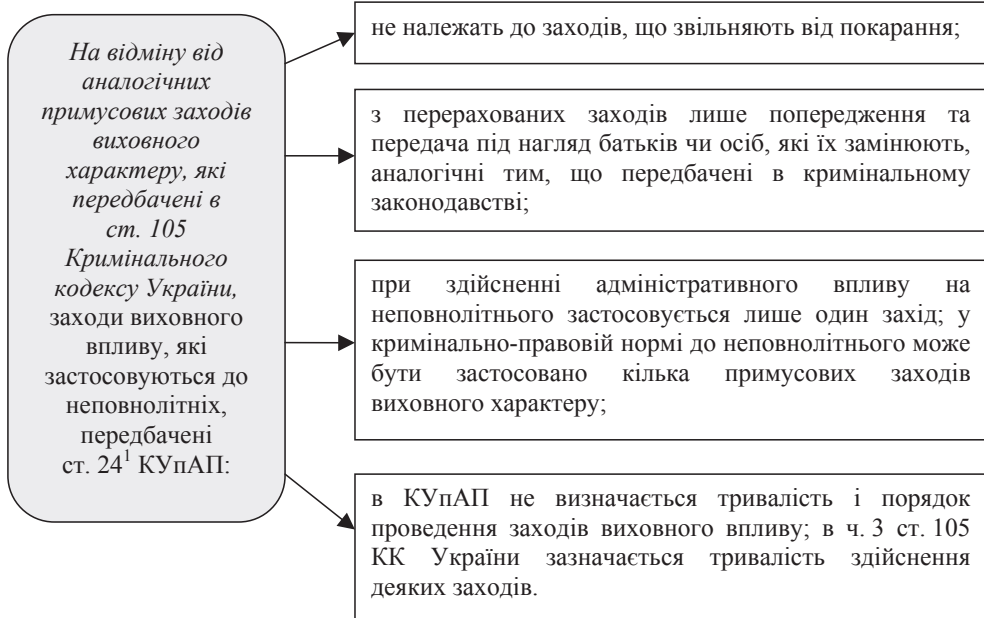 На відміну від
аналогічних
примусових заходів
виховного
характеру, які
передбачені в
ст. 105
Кримінального
кодексу України,
заходи виховного
впливу, які
застосовуються до
неповнолітніх,
передбачені
ст. 24¹ КУпАП:
не належать до заходів, що звільняють від покарання;
з перерахованих заходів лише попередження та
передача під нагляд батьків чи осіб, які їх замінюють,
аналогічні тим, що передбачені в кримінальному
законодавстві;
при здійсненні адміністративного впливу на
неповнолітнього застосовується лише один захід; у
кримінально-правовій нормі до неповнолітнього може
бути застосовано кілька примусових заходів
виховного характеру;
в КУпАП не визначається тривалість і порядок
проведення заходів виховного впливу; в ч. 3 ст. 105
КК України зазначається тривалість здійснення
деяких заходів.